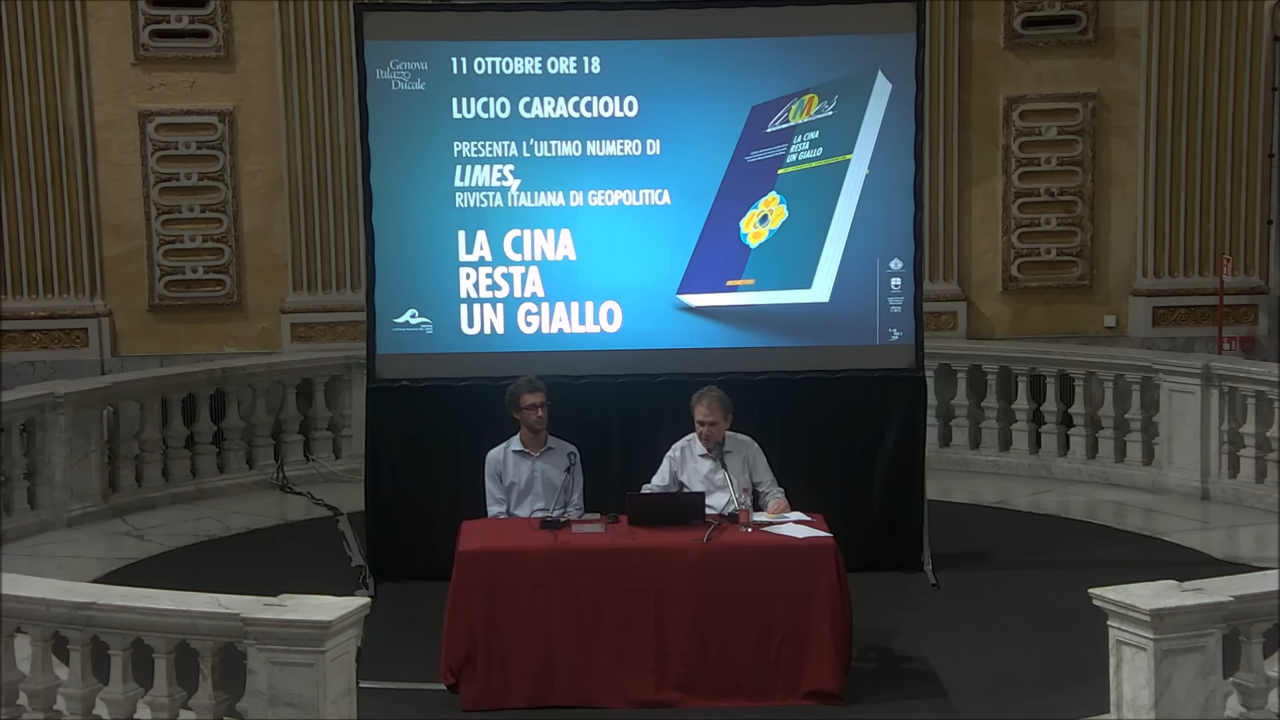 Genova
Palazzo
Ducale
11 OTTOBRE ORE 18
LUCIO CARACCIOLO
PRESENTA L'ULTIMO NUMERO DI
LIMES,
RIVISTA ITALIANA DI GEOPOLITICA
LA CINA
RESTA
UN GIALLO
limes
LA CINA
RESTA
UN GIALLO